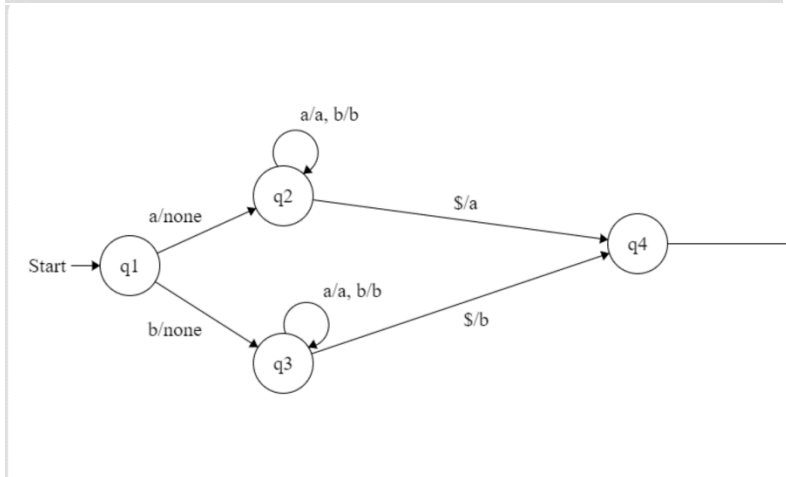 a/a, b/b
q2
$/a
a/none
q4
Start
q1
a/a, b/b
b/none
$/b
q3